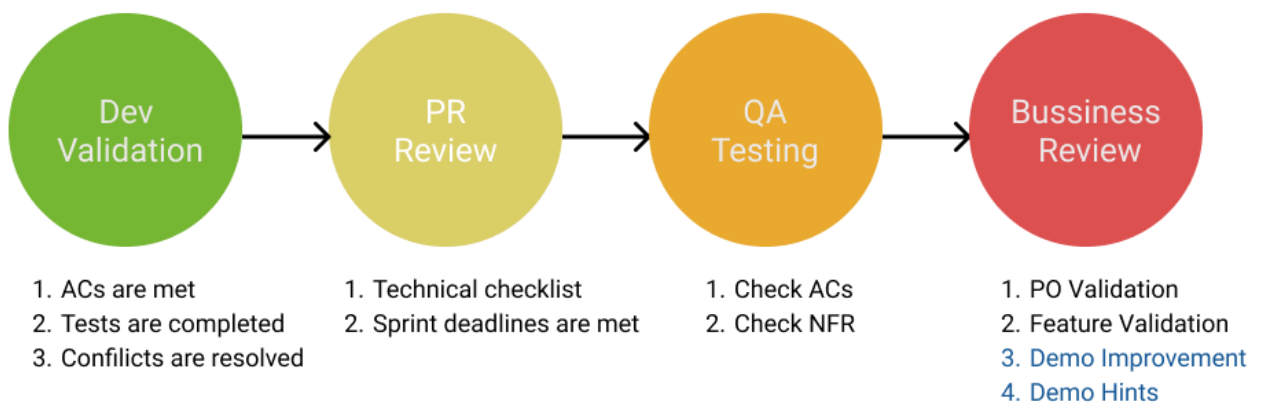 Dev
Validation
PR
Review
QA
Testing
Bussiness
Review
1. ACs are met
2. Tests are completed
3. Confilicts are resolved
1. Technical checklist
2. Sprint deadlines are met
1. Check ACs
2. Check NFR
1. PO Validation
2. Feature Validation
3. Demo Improvement
4. Demo Hints